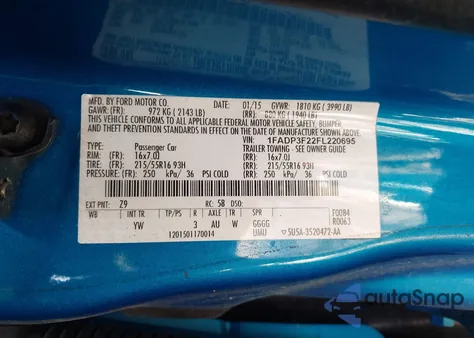 MFD. BY FORD MOTOR CO. 01/15 GVWR: 1810 KG ( 3990 LB)
GAWR: (FR): 972 KG ( 2143 LB) (RR): 880 KG ( 1940 LB)
THIS VEHICLE CONFORMS TO ALL APPLICABLE FEDERAL MOTOR VEHICLE SAFETY, BUMPER,
AND THEFT PREVENTION STANDARDS IN EFFECT ON THE DATE OF MANUFACTURE SHOWN ABOVE.
VIN: 1FADP3F22FL220695
TYPE: Passenger Car TRAILER TOWING - SEE OWNER GUIDE
RIM: (FR): 16x7.0J (RR): 16x7.0J
TIRE: (FR): 215/55R16 93H (RR): 215/55R16 93H
PRESSURE: (FR): 250 kPa/ 36 PSI COLD (RR): 250 kPa/ 36 PSI COLD
EXT PNT: Z9 RC: 58
WB INT TR TP/PS R AXLE TR SPR F0084
YW 3 AU W GGGG R0063
1201501170014 UMU 5USA-3520472-AA
autoSnap